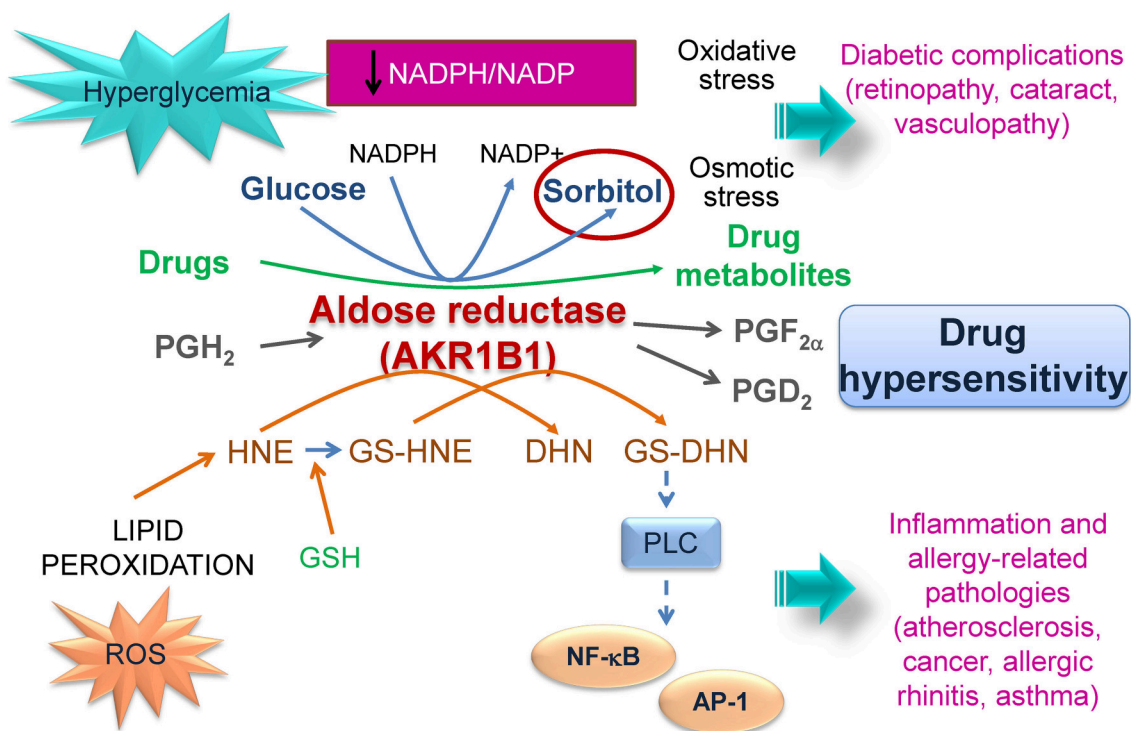 Hyperglycemia
↓ NADPH/NADP
Oxidative
stress
Diabetic complications
(retinopathy, cataract,
vasculopathy)
NADPH
NADP+
Glucose
Sorbitol
Osmotic
stress
Drugs
Drug
metabolites
Aldose reductase
(AKR1B1)
PGH₂
PGF₂α
PGD₂
Drug
hypersensitivity
HNE
GS-HNE
DHN
GS-DHN
LIPID
PEROXIDATION
GSH
PLC
ROS
NF-κB
AP-1
Inflammation and
allergy-related
pathologies
(atherosclerosis,
cancer, allergic
rhinitis, asthma)